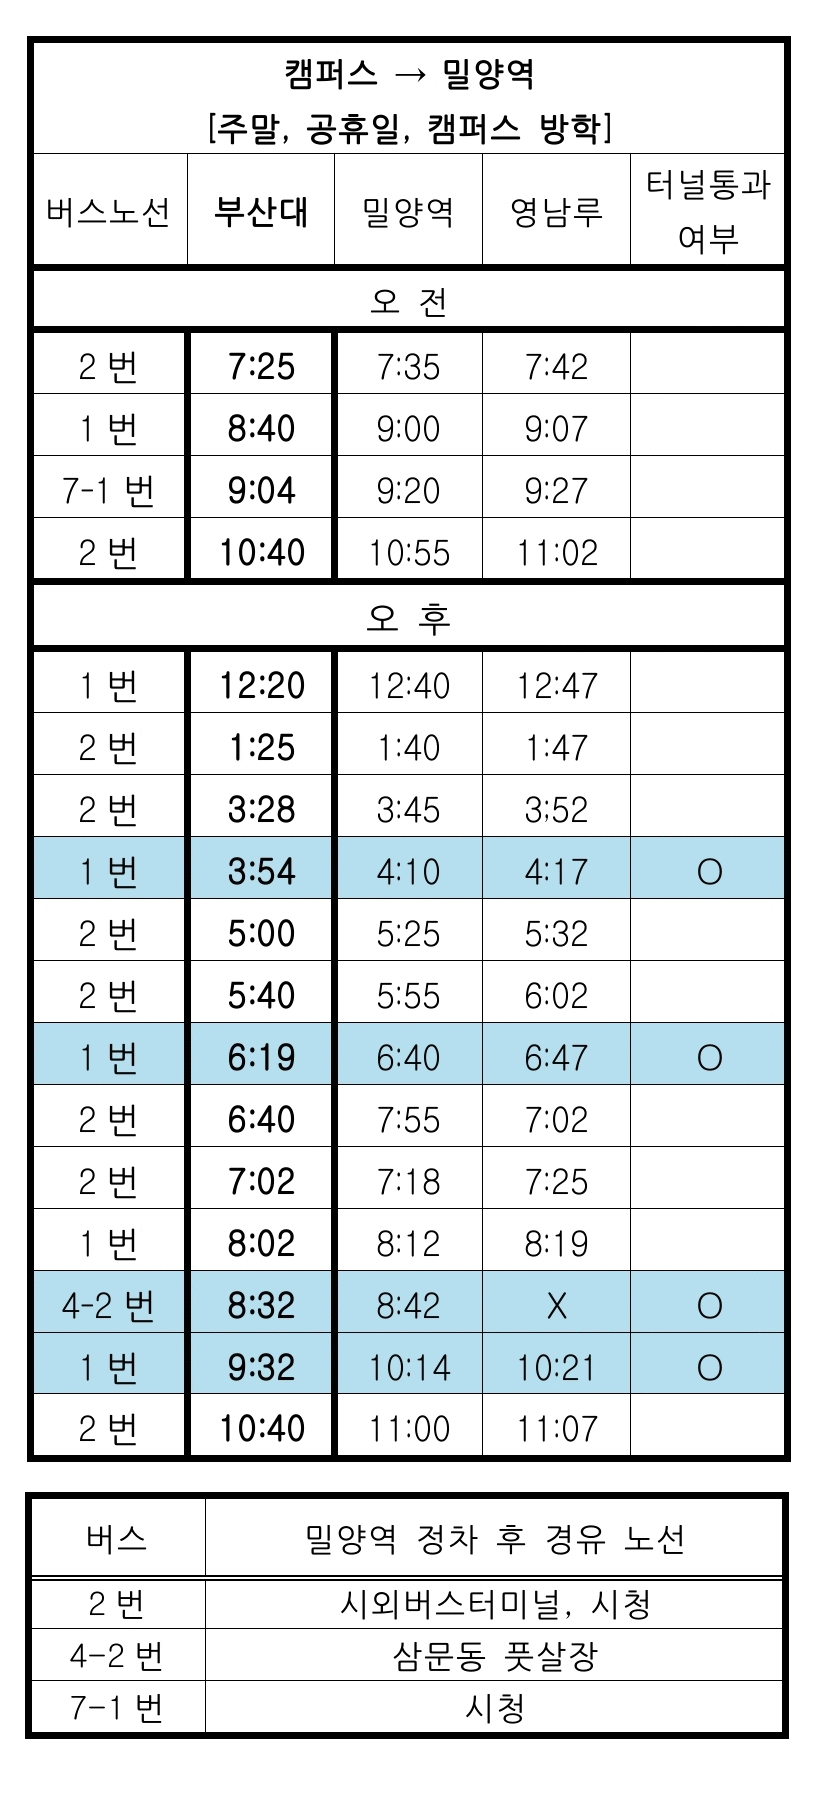 캠퍼스 → 밀양역
[주말, 공휴일, 캠퍼스 방학]
버스노선 부산대 밀양역 영남루 터널통과 여부
오 전
2 번 7:25 7:35 7:42
1 번 8:40 9:00 9:07
7-1 번 9:04 9:20 9:27
2 번 10:40 10:55 11:02
오 후
1 번 12:20 12:40 12:47
2 번 1:25 1:40 1:47
2 번 3:28 3:45 3;52
1 번 3:54 4:10 4:17 O
2 번 5:00 5:25 5:32
2 번 5:40 5:55 6:02
1 번 6:19 6:40 6:47 O
2 번 6:40 7:55 7:02
2 번 7:02 7:18 7:25
1 번 8:02 8:12 8:19
4-2 번 8:32 8:42 X O
1 번 9:32 10:14 10:21 O
2 번 10:40 11:00 11:07
버스 밀양역 정차 후 경유 노선
2 번 시외버스터미널, 시청
4-2 번 삼문동 풋살장
7-1 번 시청